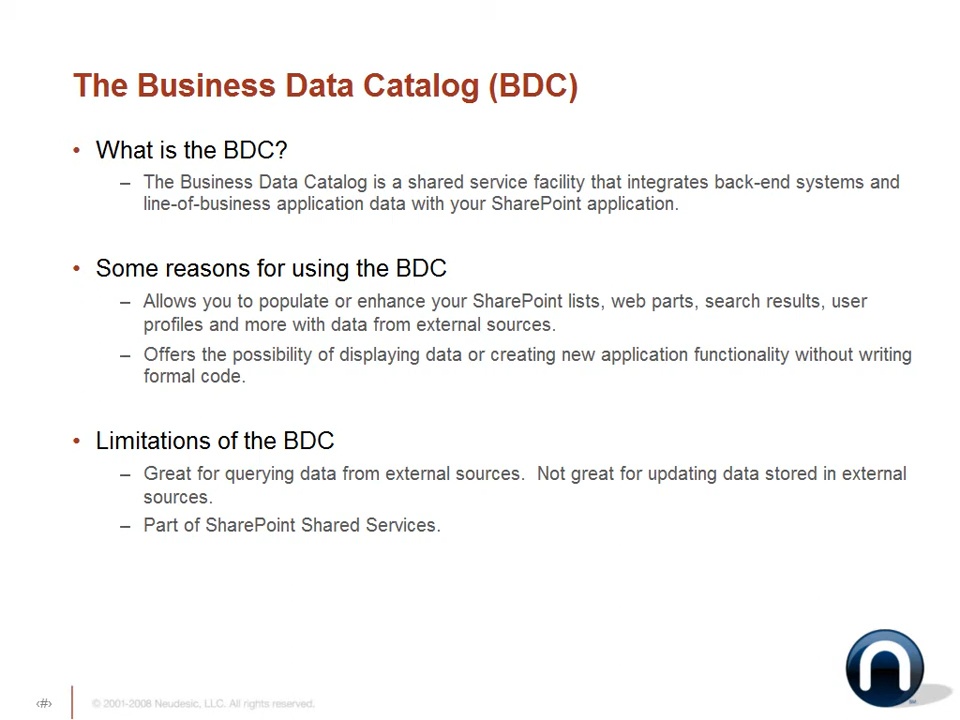 The Business Data Catalog (BDC)
• What is the BDC?
– The Business Data Catalog is a shared service facility that integrates back-end systems and
line-of-business application data with your SharePoint application.
• Some reasons for using the BDC
– Allows you to populate or enhance your SharePoint lists, web parts, search results, user
profiles and more with data from external sources.
– Offers the possibility of displaying data or creating new application functionality without writing
formal code.
• Limitations of the BDC
– Great for querying data from external sources.  Not great for updating data stored in external
sources.
– Part of SharePoint Shared Services.
n
SM
‹#›
© 2001-2008 Neudesic, LLC. All rights reserved.